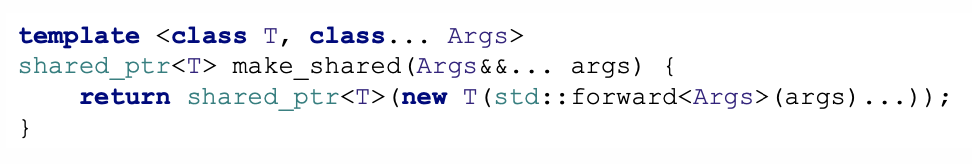 template <class T, class... Args>
shared_ptr<T> make_shared(Args&&... args) {
    return shared_ptr<T>(new T(std::forward<Args>(args)...));
}